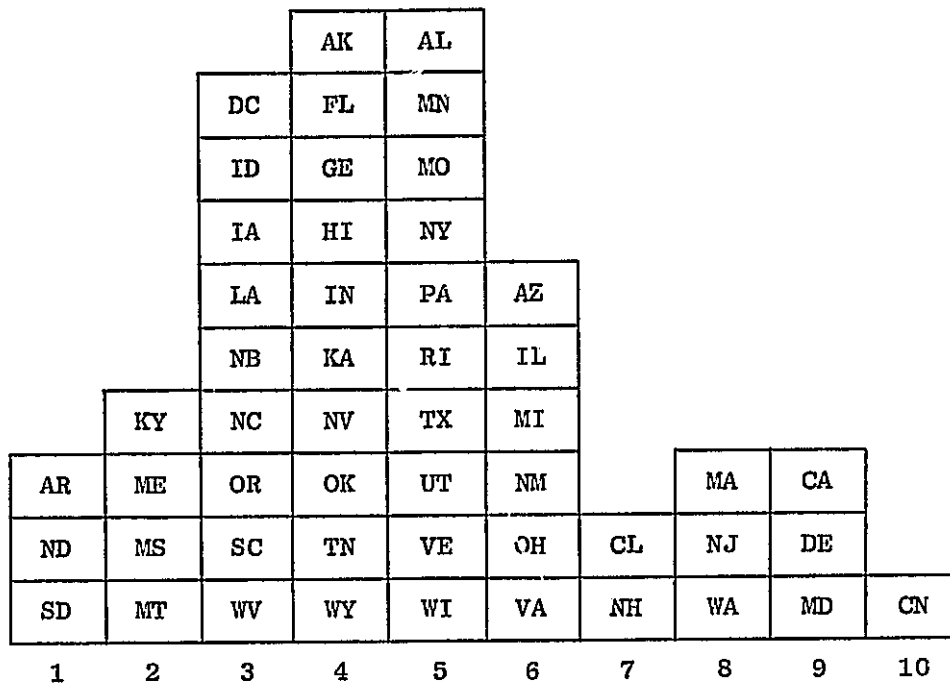 AK AL
DC FL MN
ID GE MO
IA HI NY
LA IN PA AZ
NB KA RI IL
KY NC NV TX MI
AR ME OR OK UT NM MA CA
ND MS SC TN VE OH CL NJ DE
SD MT WV WY WI VA NH WA MD CN
1 2 3 4 5 6 7 8 9 10